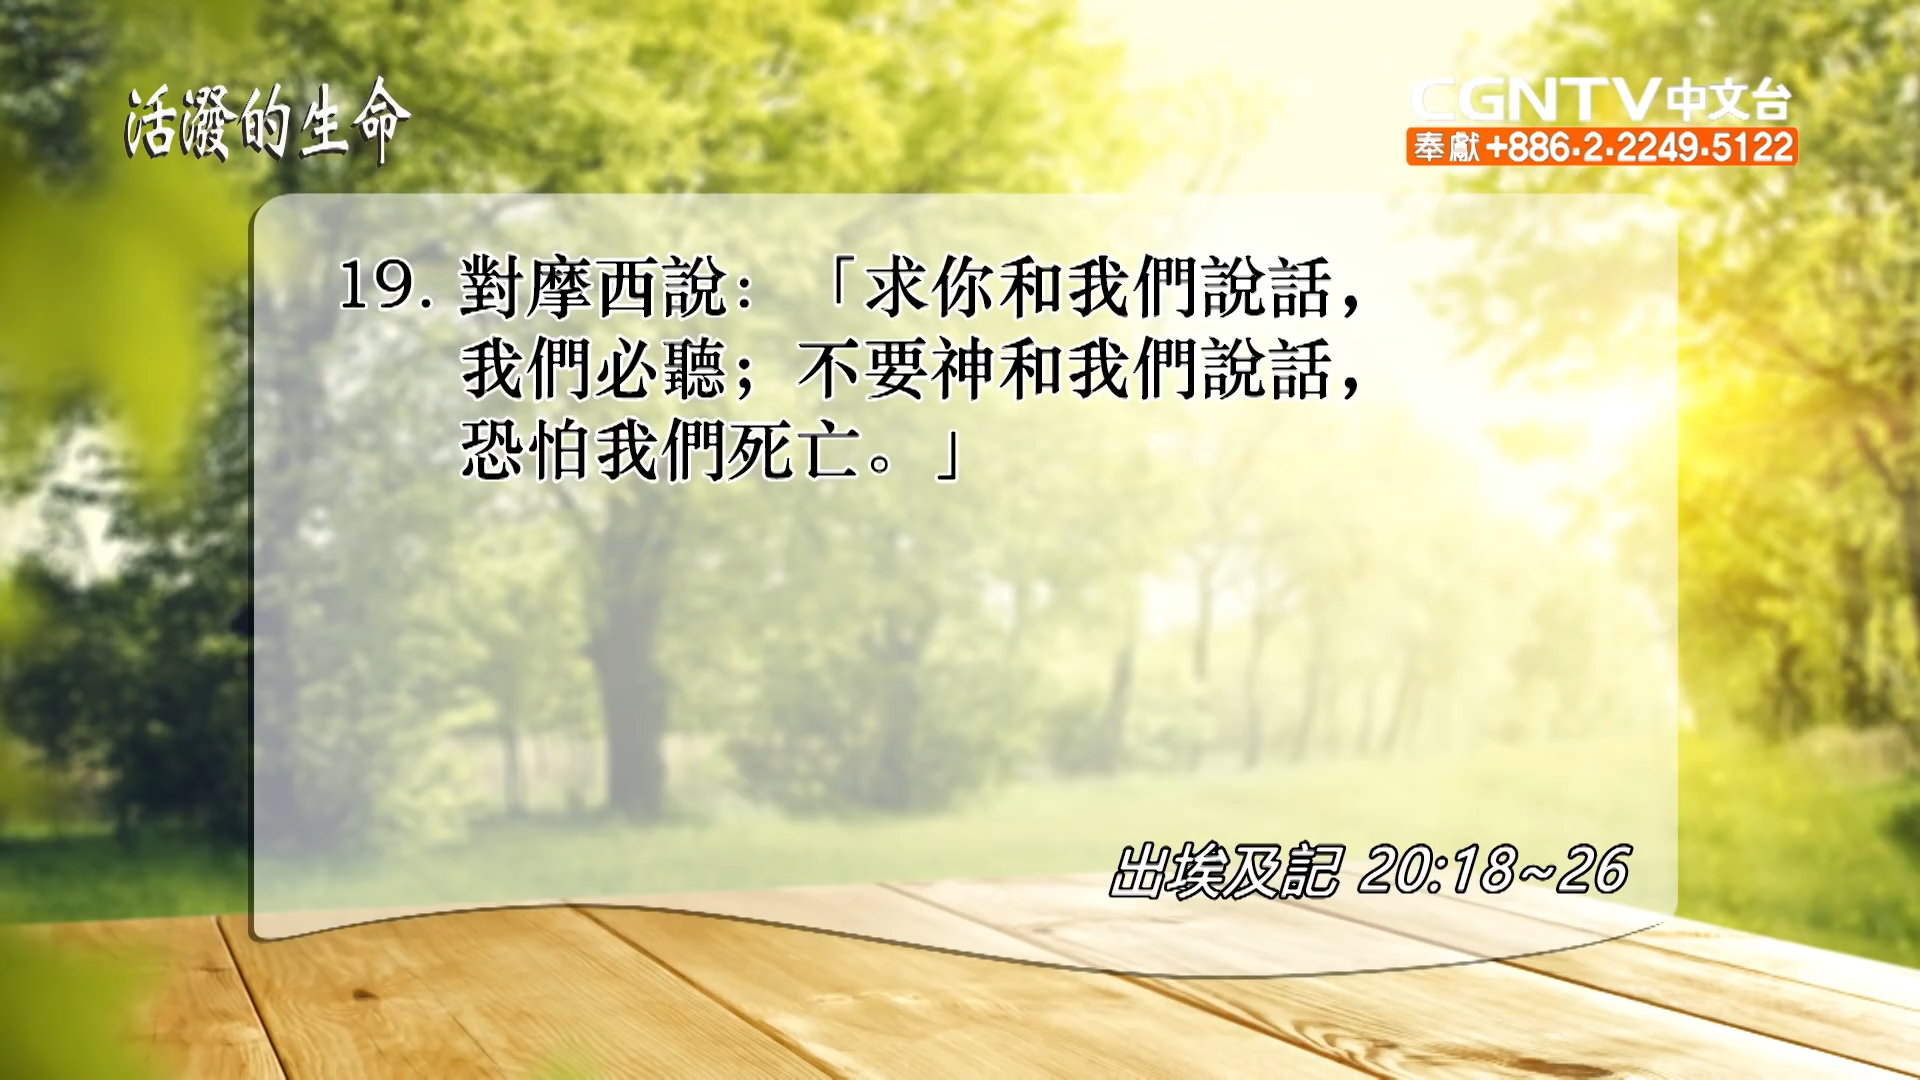 活潑的生命
CGNTV中文台
奉獻+886·2·2249·5122
19. 對摩西說：「求你和我們說話，
我們必聽；不要神和我們說話，
恐怕我們死亡。」
出埃及記 20:18~26